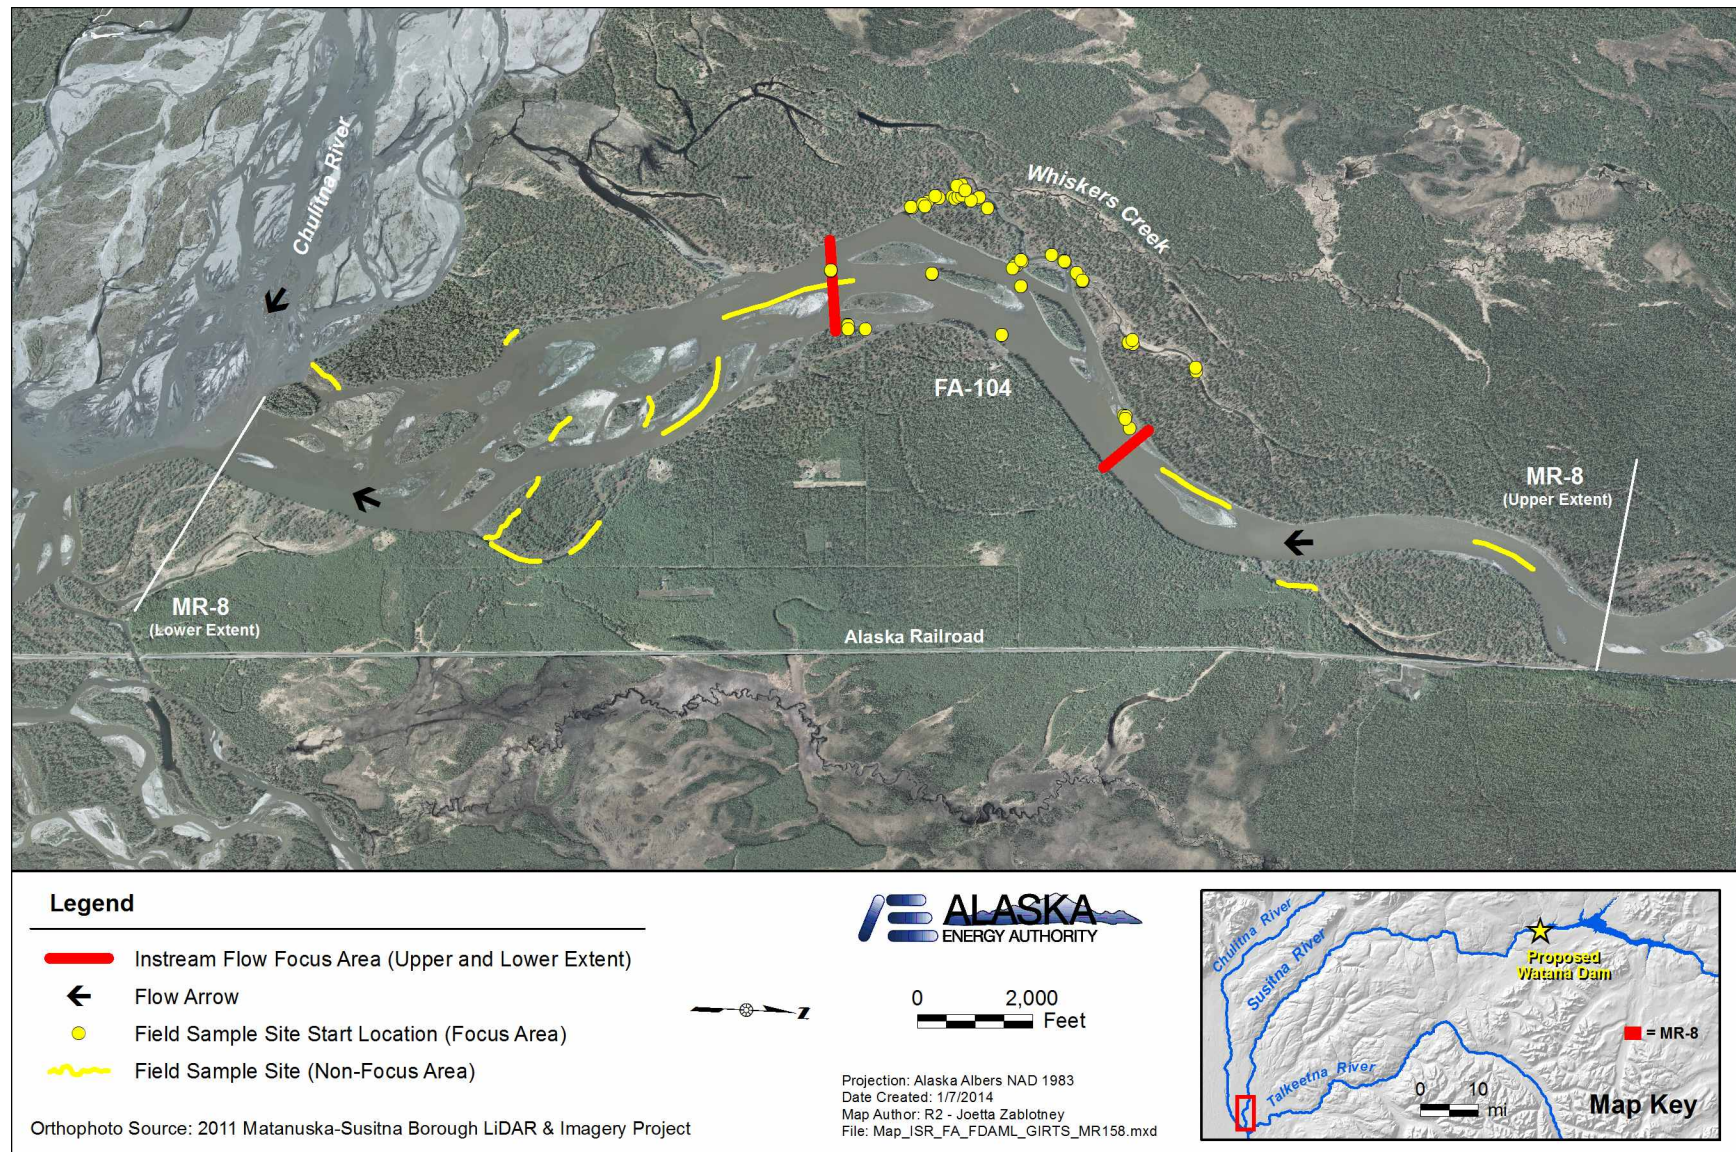 Chulitna River
Whiskers Creek
FA-104
MR-8
(Upper Extent)
MR-8
(Lower Extent)
Alaska Railroad
Legend
Instream Flow Focus Area (Upper and Lower Extent)
Flow Arrow
Field Sample Site Start Location (Focus Area)
Field Sample Site (Non-Focus Area)
Orthophoto Source: 2011 Matanuska-Susitna Borough LiDAR & Imagery Project
ALASKA
ENERGY AUTHORITY
Z
0 2,000
Feet
Projection: Alaska Albers NAD 1983
Date Created: 1/7/2014
Map Author: R2 - Joetta Zablotney
File: Map_ISR_FA_FDAML_GIRTS_MR158.mxd
Chulitna River
Susitna River
Proposed
Watana Dam
= MR-8
Talkeetna River
0 10
mi
Map Key